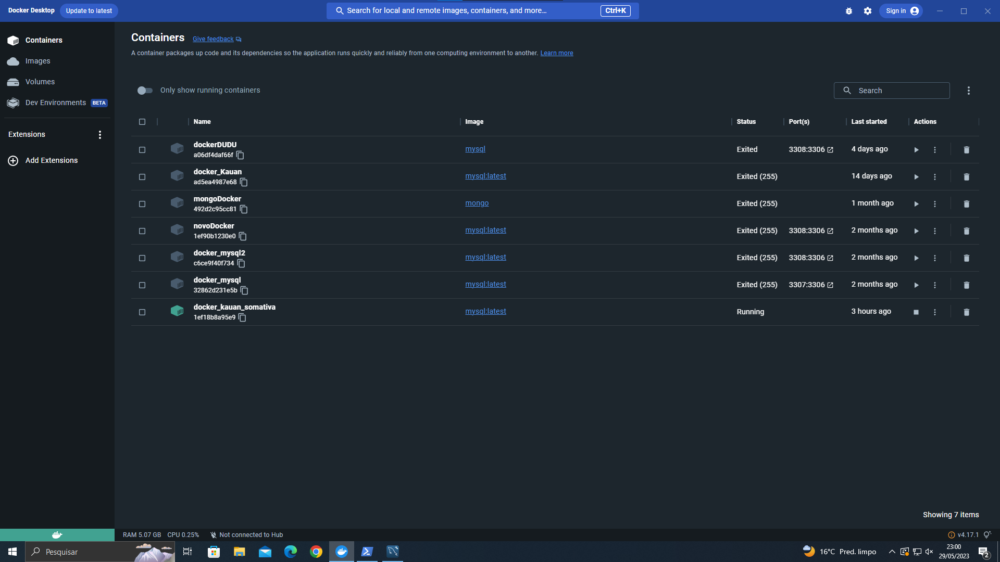 Docker Desktop Update to latest Search for local and remote images, containers, and more... Ctrl+K Sign in
Containers
Images
Volumes
Dev Environments BETA
Extensions
Add Extensions
Containers Give feedback
A container packages up code and its dependencies so the application runs quickly and reliably from one computing environment to another. Learn more
Only show running containers Search
Name Image Status Port(s) Last started Actions
dockerDUDU mysql Exited 3308:3306 4 days ago
a06df4daf66f
docker_Kauan mysql:latest Exited (255) 14 days ago
ad5ea4987e68
mongoDocker mongo Exited (255) 1 month ago
492d2c95cc81
novoDocker mysql:latest Exited (255) 3308:3306 2 months ago
1ef90b1230e0
docker_mysql2 mysql:latest Exited (255) 3308:3306 2 months ago
c6ce9f40f734
docker_mysql mysql:latest Exited (255) 3307:3306 2 months ago
32862d231e5b
docker_kauan_somativa mysql:latest Running 3 hours ago
1ef18b8a95e9
Showing 7 items
RAM 5.07 GB CPU 0.25% Not connected to Hub v4.17.1
Pesquisar 16°C Pred. limpo 23:00
29/05/2023 2